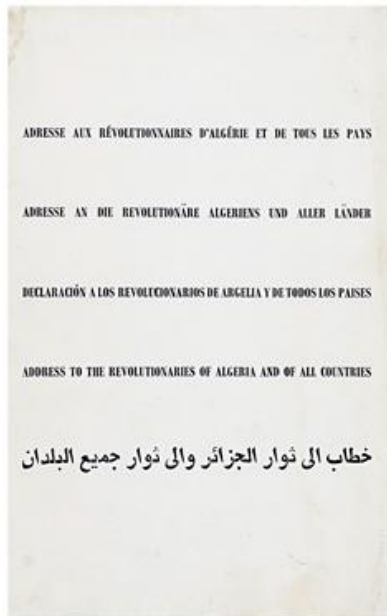 ADRESSE AUX RÉVOLUTIONNAIRES D'ALGÉRIE ET DE TOUS LES PAYS
ADRESSE AN DIE REVOLUTIONÄRE ALGERIENS UND ALLER LÄNDER
DECLARACIÓN A LOS REVOLUCIONARIOS DE ARGELIA Y DE TODOS LOS PAISES
ADDRESS TO THE REVOLUTIONARIES OF ALGERIA AND OF ALL COUNTRIES
خطاب الى ثوار الجزائر والى ثوار جميع البلدان